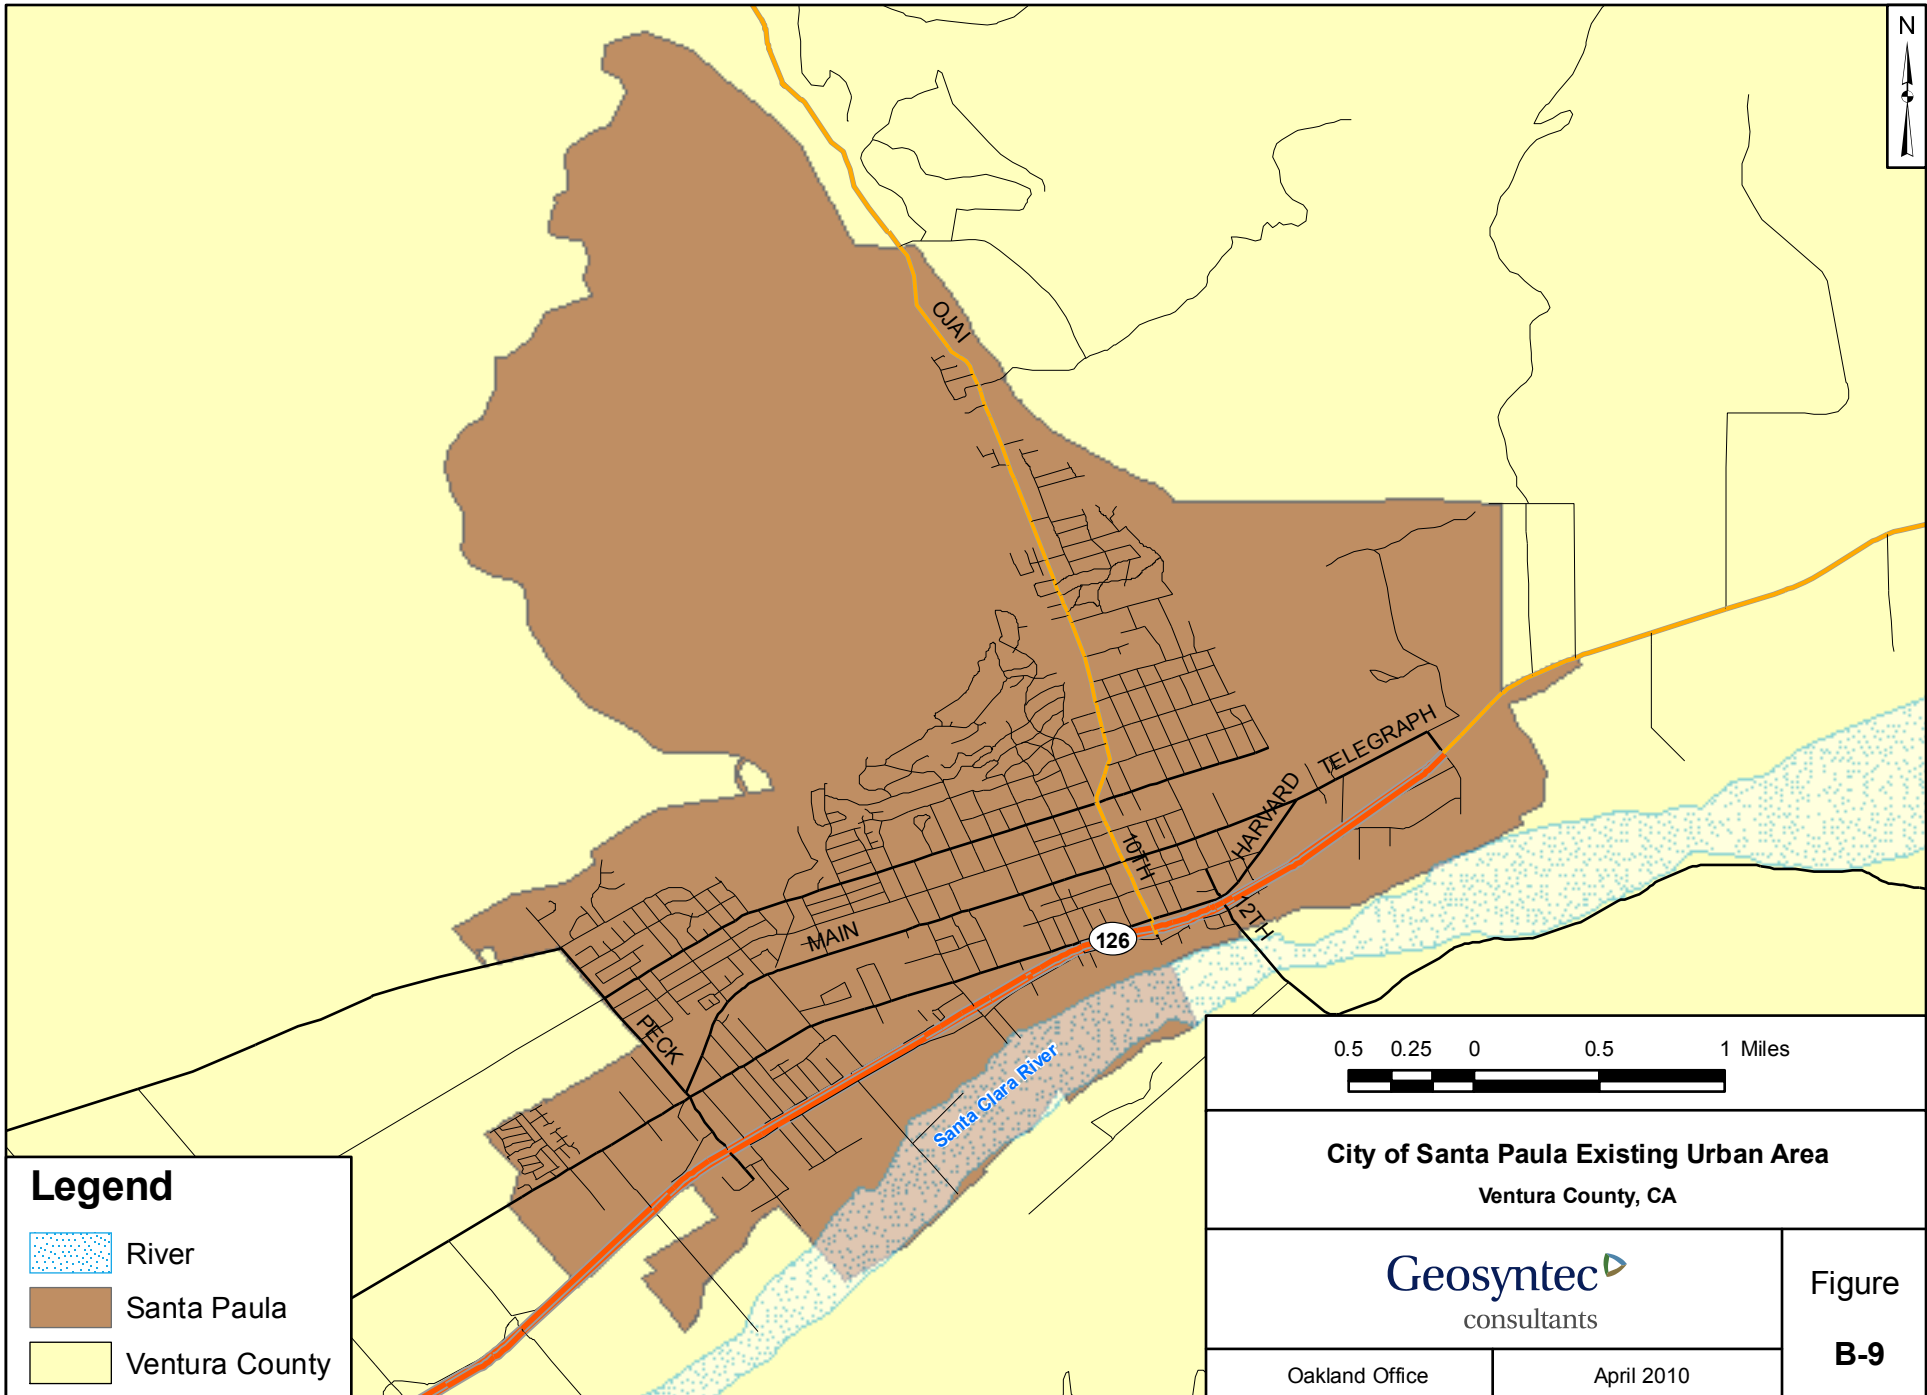 N
OJAI
TELEGRAPH
HARVARD
10TH
12TH
MAIN
126
PECK
Santa Clara River
0.5 0.25 0 0.5 1 Miles
City of Santa Paula Existing Urban Area
Ventura County, CA
Geosyntec
consultants
Figure
B-9
Oakland Office
April 2010
Legend
River
Santa Paula
Ventura County